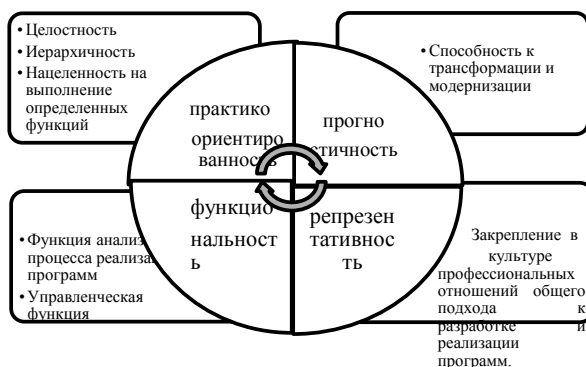 • Целостность
• Иерархичность
• Нацеленность на
выполнение
определенных
функций
• Способность к
трансформации и
модернизации
практико
ориентиро
ванность
прогно
стичность
функцио
нальност
ь
репрезен
тативнос
ть
• Функция анализ
процесса реализа
программ
• Управленческая
функция
Закрепление в
культуре
профессиональных
отношений общего
подхода к
разработке и
реализации
программ.